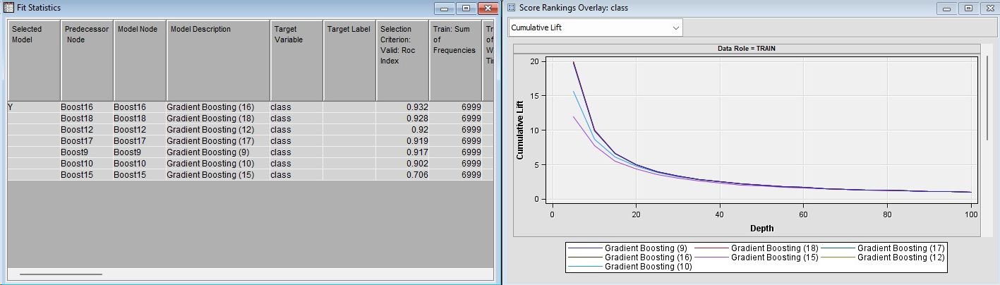 Fit Statistics
Selected Model
Predecessor Node
Model Node
Model Description
Target Variable
Target Label
Selection Criterion: Valid: Roc Index
Train: Sum of Frequencies
Y Boost16 Boost16 Gradient Boosting (16) class 0.932 6999
Boost18 Boost18 Gradient Boosting (18) class 0.928 6999
Boost12 Boost12 Gradient Boosting (12) class 0.92 6999
Boost17 Boost17 Gradient Boosting (17) class 0.919 6999
Boost9 Boost9 Gradient Boosting (9) class 0.917 6999
Boost10 Boost10 Gradient Boosting (10) class 0.902 6999
Boost15 Boost15 Gradient Boosting (15) class 0.706 6999
Score Rankings Overlay: class
Cumulative Lift
Data Role = TRAIN
Cumulative Lift
20
15
10
5
0
0 20 40 60 80 100
Depth
Gradient Boosting (9) Gradient Boosting (18) Gradient Boosting (17)
Gradient Boosting (16) Gradient Boosting (15) Gradient Boosting (12)
Gradient Boosting (10)